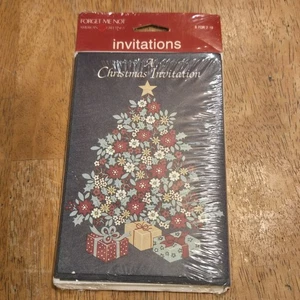 FORGET ME NOT
invitations
A
Christmas Invitation